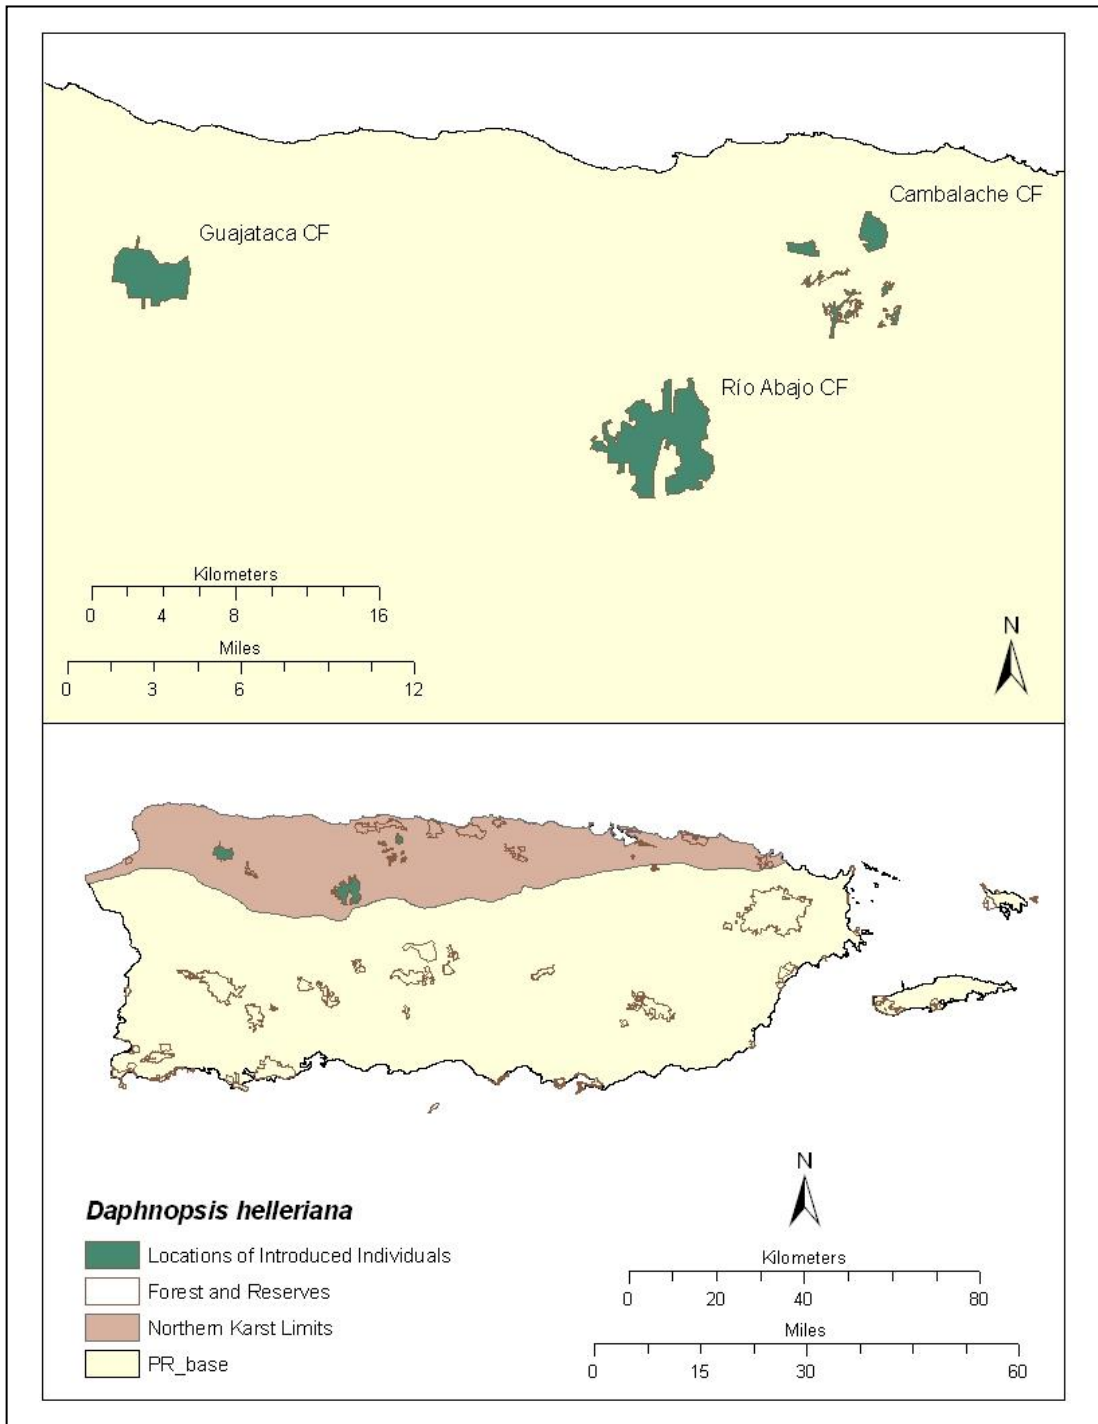 Cambalache CF
Guajataca CF
Río Abajo CF
Kilometers
0 4 8 16
Miles
0 3 6 12
N
N
Daphnopsis helleriana
Locations of Introduced Individuals
Forest and Reserves
Northern Karst Limits
PR_base
Kilometers
0 20 40 80
Miles
0 15 30 60